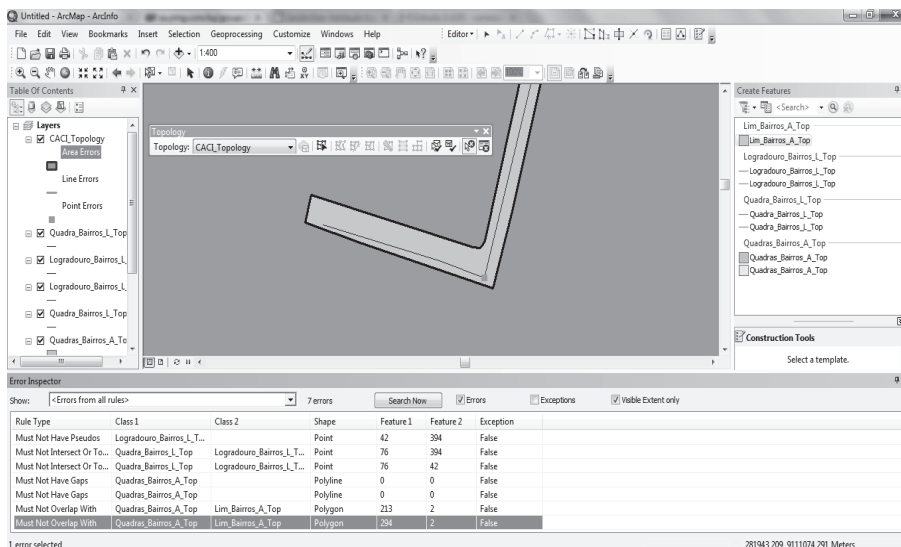 Untitled - ArcMap - ArcInfo
File Edit View Bookmarks Insert Selection Geoprocessing Customize Windows Help Editor
1:400
Table Of Contents
Layers
CACI_Topology
Area Errors
Line Errors
Point Errors
Quadra_Bairros_L_Top
Logradouro_Bairros_L
Logradouro_Bairros_L
Quadra_Bairros_L_Top
Quadras_Bairros_A_To
Topology
Topology: CACI_Topology
Create Features
<Search>
Lim_Bairros_A_Top
Lim_Bairros_A_Top
Logradouro_Bairros_L_Top
Logradouro_Bairros_L_Top
Logradouro_Bairros_L_Top
Quadra_Bairros_L_Top
Quadra_Bairros_L_Top
Quadra_Bairros_L_Top
Quadras_Bairros_A_Top
Quadras_Bairros_A_Top
Quadras_Bairros_A_Top
Construction Tools
Select a template.
Error Inspector
Show: <Errors from all rules> 7 errors Search Now Errors Exceptions Visible Extent only
Rule Type Class 1 Class 2 Shape Feature 1 Feature 2 Exception
Must Not Have Pseudos Logradouro_Bairros_L_T... Point 42 394 False
Must Not Intersect Or To... Quadra_Bairros_L_Top Logradouro_Bairros_L_T... Point 76 394 False
Must Not Intersect Or To... Quadra_Bairros_L_Top Logradouro_Bairros_L_T... Point 76 42 False
Must Not Have Gaps Quadras_Bairros_A_Top Polyline 0 0 False
Must Not Have Gaps Quadras_Bairros_A_Top Polyline 0 0 False
Must Not Overlap With Quadras_Bairros_A_Top Lim_Bairros_A_Top Polygon 213 2 False
Must Not Overlap With Quadras_Bairros_A_Top Lim_Bairros_A_Top Polygon 294 2 False
1 error selected 281943,209 9111074,291 Meters